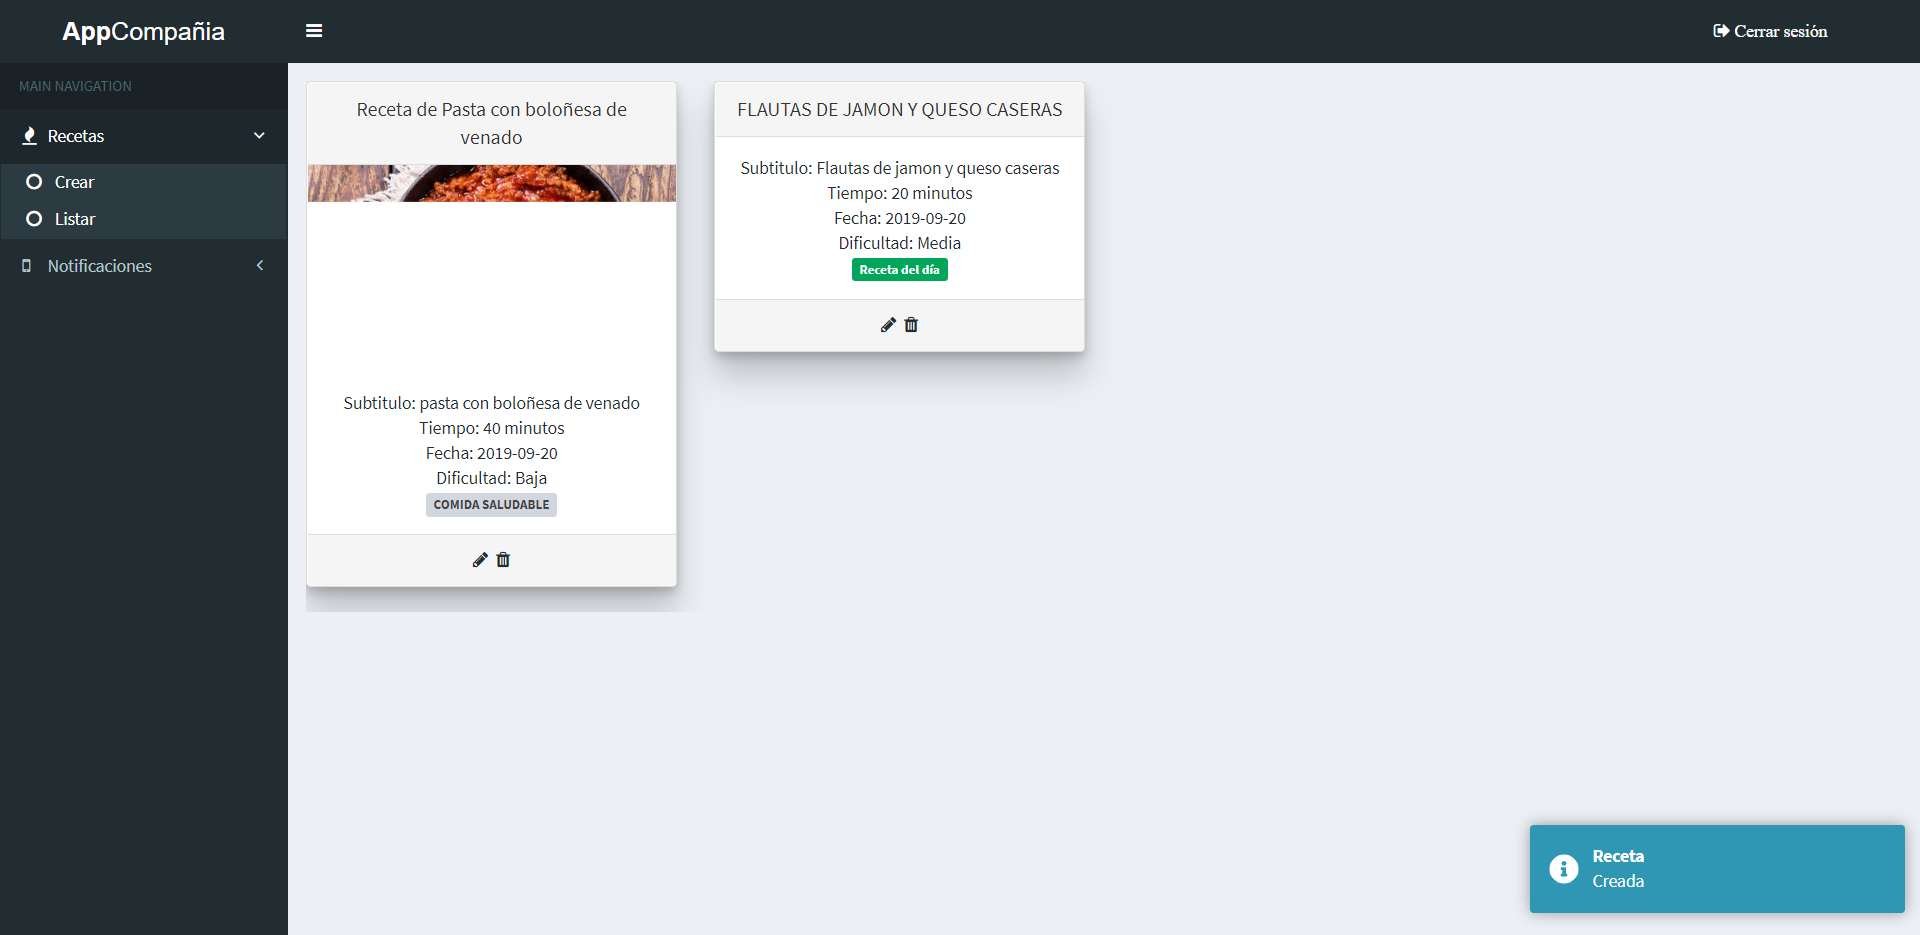 AppCompañia
Cerrar sesión
MAIN NAVIGATION
Recetas
Crear
Listar
Notificaciones
Receta de Pasta con boloñesa de
venado
Subtitulo: pasta con boloñesa de venado
Tiempo: 40 minutos
Fecha: 2019-09-20
Dificultad: Baja
COMIDA SALUDABLE
FLAUTAS DE JAMON Y QUESO CASERAS
Subtitulo: Flautas de jamon y queso caseras
Tiempo: 20 minutos
Fecha: 2019-09-20
Dificultad: Media
Receta del día
Receta
Creada